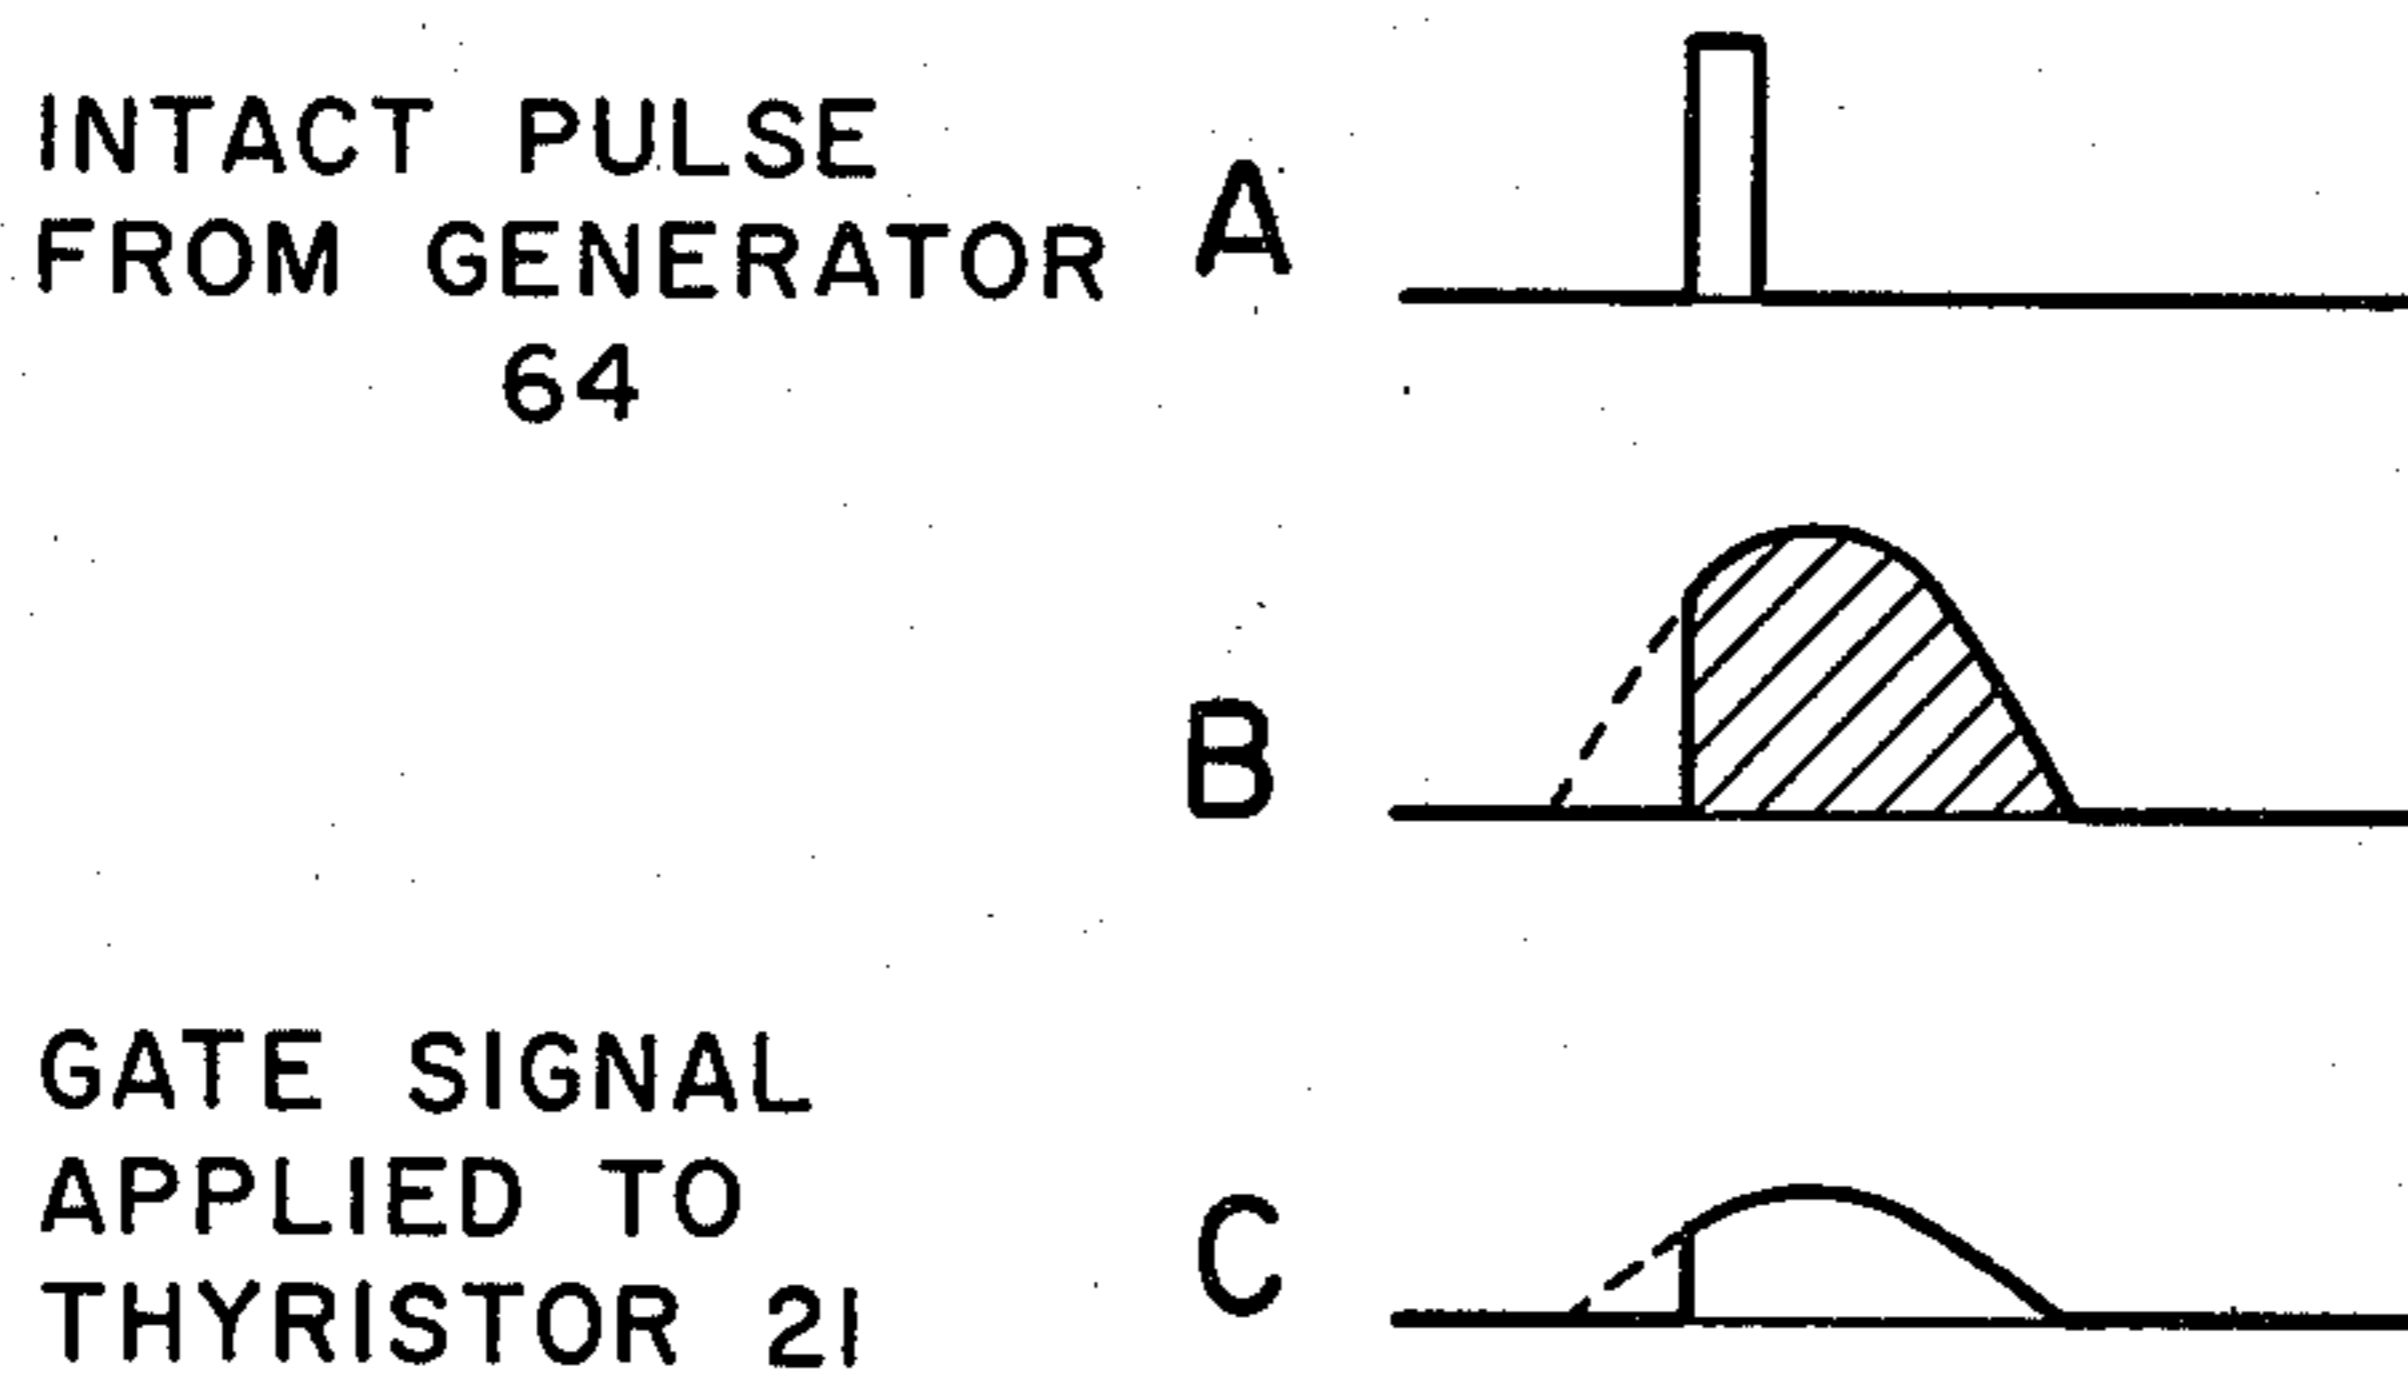 INTACT PULSE
FROM GENERATOR
64
A
B
GATE SIGNAL
APPLIED TO
THYRISTOR 21
C